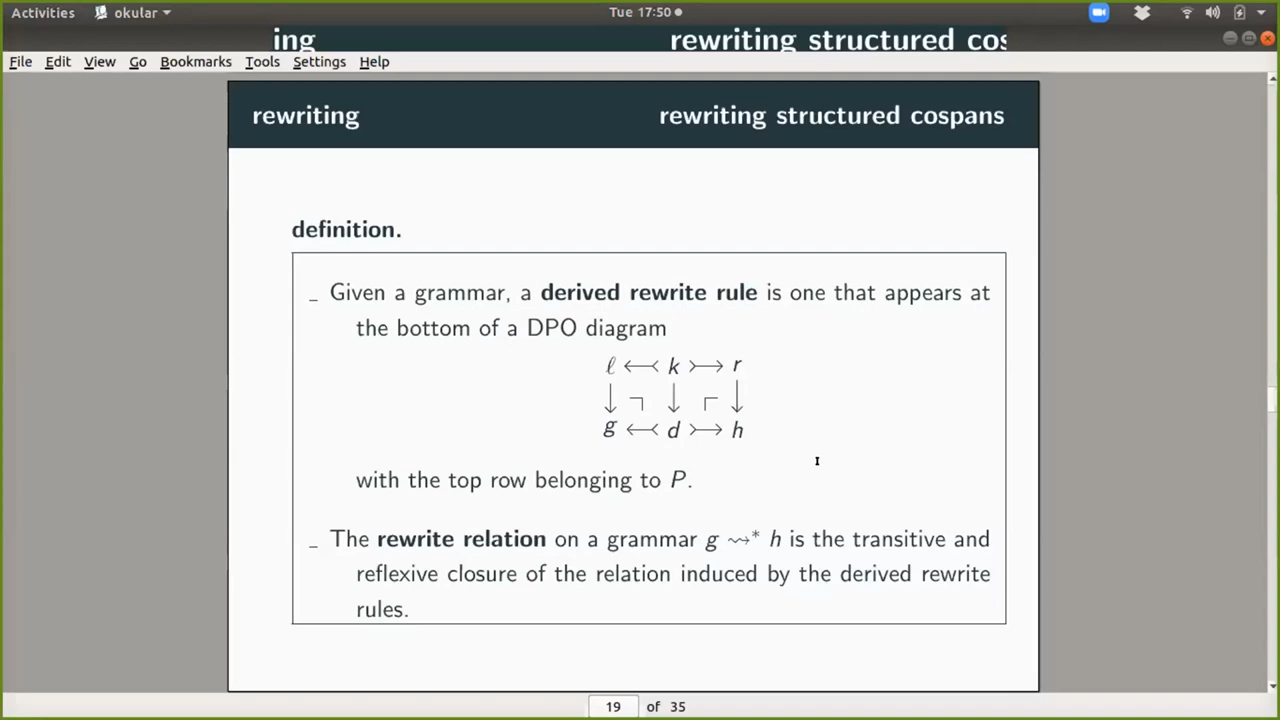 Activities okular Tue 17:50
ing rewriting structured cos
File Edit View Go Bookmarks Tools Settings Help
rewriting rewriting structured cospans
definition.
_ Given a grammar, a derived rewrite rule is one that appears at
the bottom of a DPO diagram
ℓ ↢ k ↣ r
↓ ¬ ↓ ⌐ ↓
g ↢ d ↣ h
with the top row belonging to P.
_ The rewrite relation on a grammar g ⇝* h is the transitive and
reflexive closure of the relation induced by the derived rewrite
rules.
19 of 35